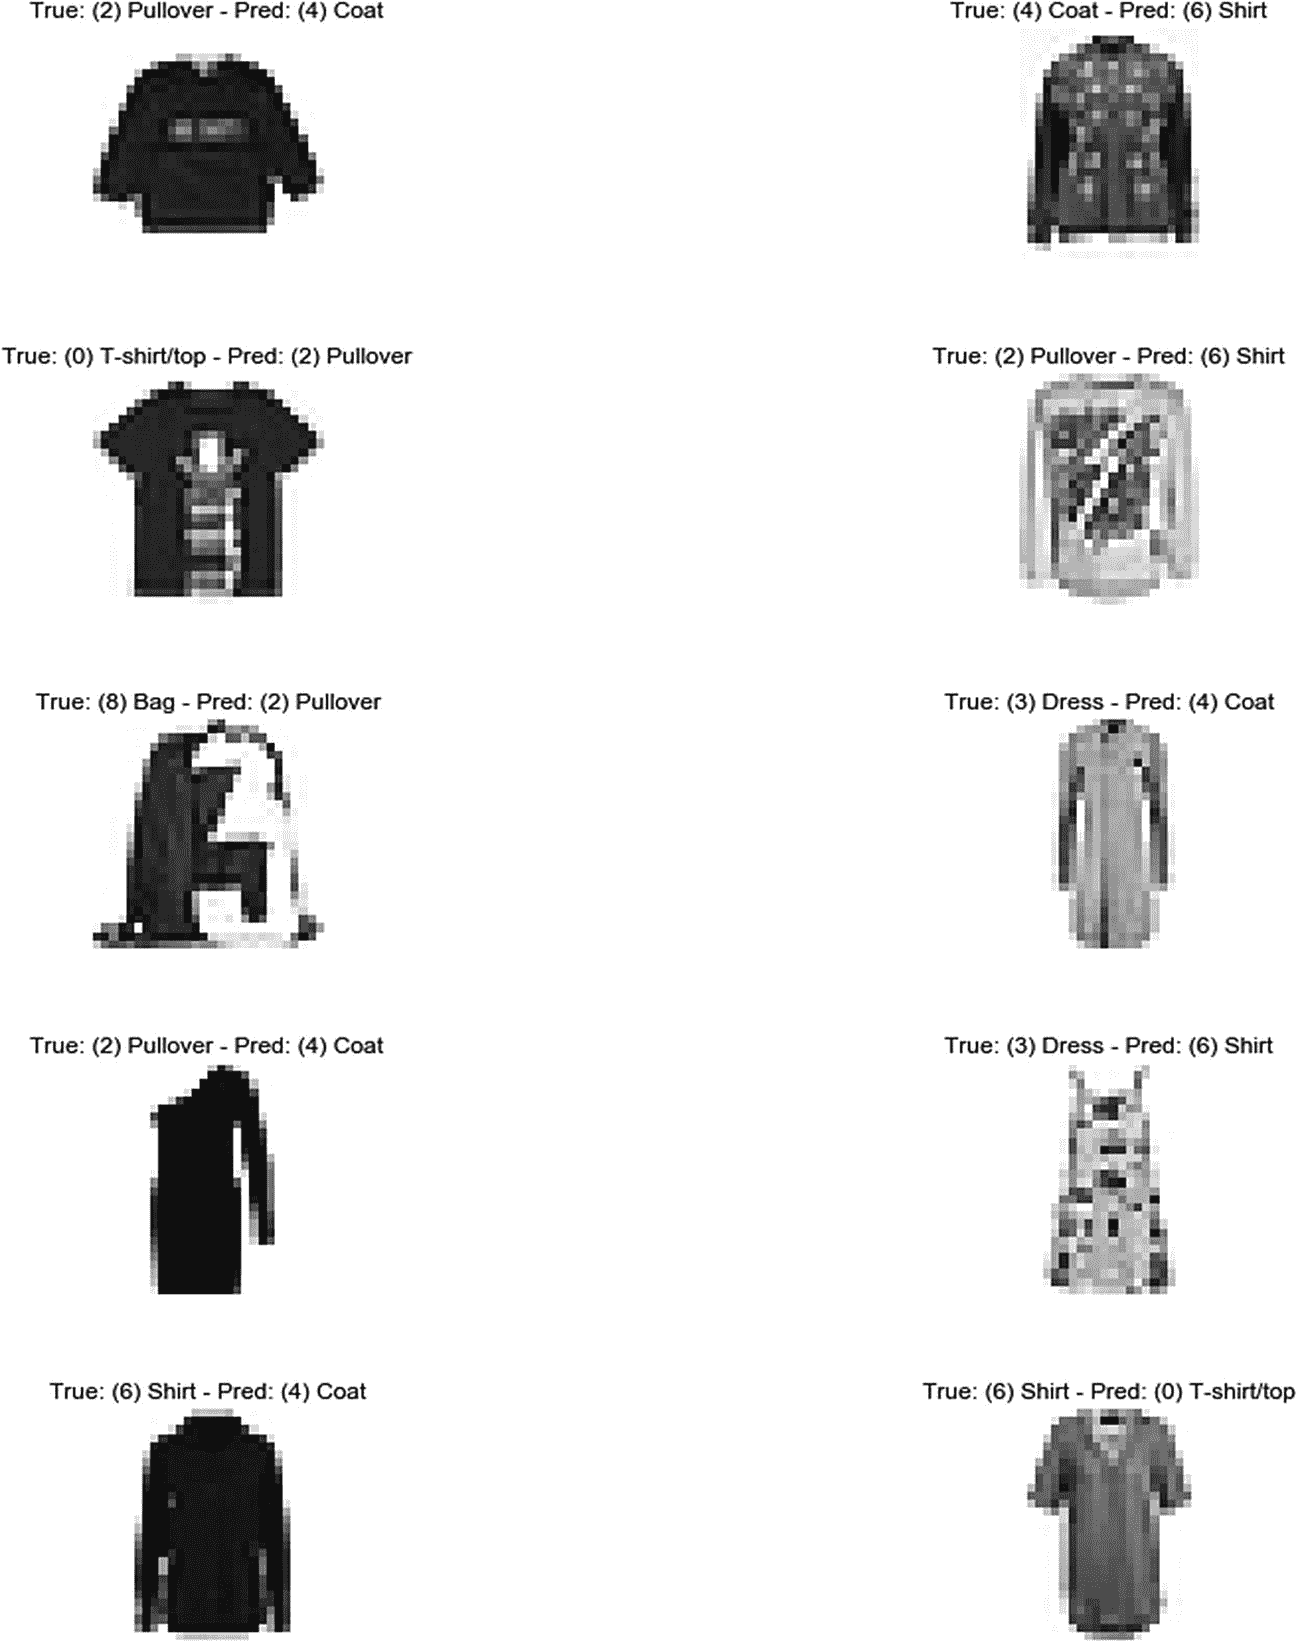 True: (2) Pullover - Pred: (4) Coat
True: (4) Coat - Pred: (6) Shirt
True: (0) T-shirt/top - Pred: (2) Pullover
True: (2) Pullover - Pred: (6) Shirt
True: (8) Bag - Pred: (2) Pullover
True: (3) Dress - Pred: (4) Coat
True: (2) Pullover - Pred: (4) Coat
True: (3) Dress - Pred: (6) Shirt
True: (6) Shirt - Pred: (4) Coat
True: (6) Shirt - Pred: (0) T-shirt/top